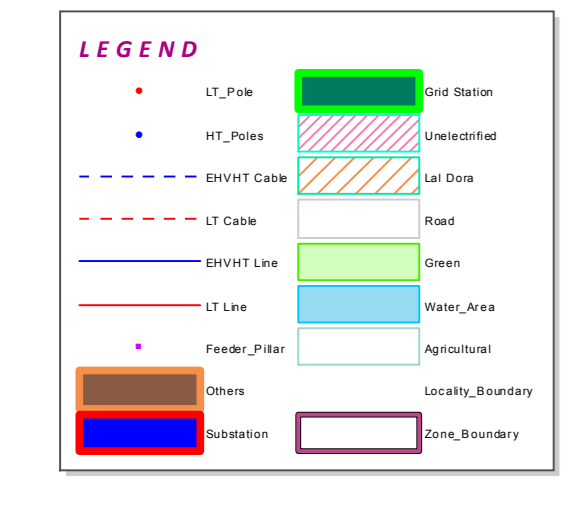 LEGEND
LT_Pole
HT_Poles
EHVHT Cable
LT Cable
EHVHT Line
LT Line
Feeder_Pillar
Others
Substation
Grid Station
Unelectrified
Lal Dora
Road
Green
Water_Area
Agricultural
Locality_Boundary
Zone_Boundary